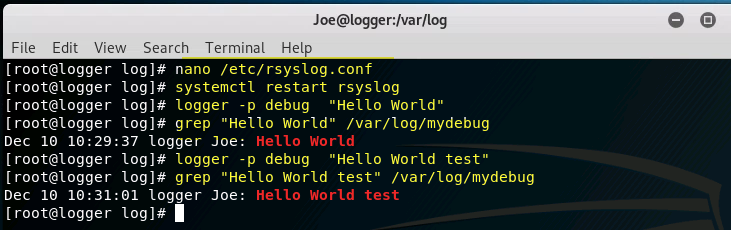 Joe@logger:/var/log
File Edit View Search Terminal Help
[root@logger log]# nano /etc/rsyslog.conf
[root@logger log]# systemctl restart rsyslog
[root@logger log]# logger -p debug  "Hello World"
[root@logger log]# grep "Hello World" /var/log/mydebug
Dec 10 10:29:37 logger Joe: Hello World
[root@logger log]# logger -p debug  "Hello World test"
[root@logger log]# grep "Hello World test" /var/log/mydebug
Dec 10 10:31:01 logger Joe: Hello World test
[root@logger log]#